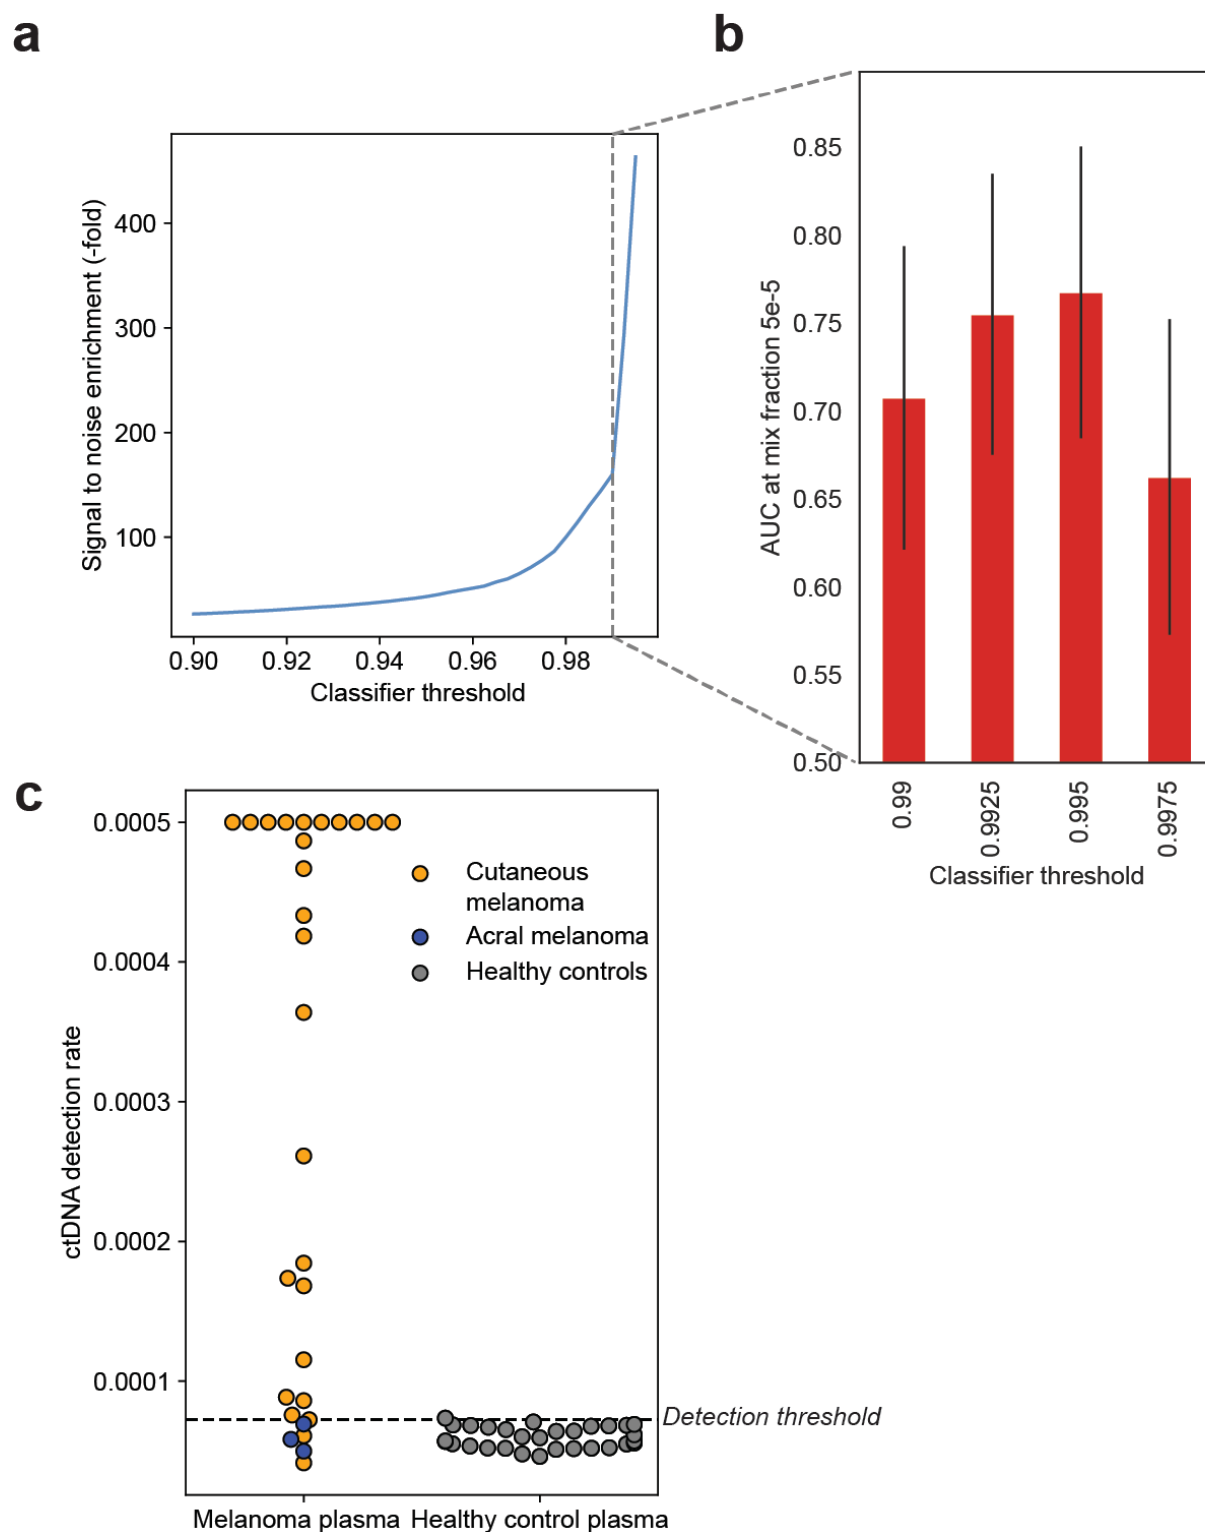 a
Signal to noise enrichment (-fold)
400
300
200
100
0.90
0.92
0.94
0.96
0.98
Classifier threshold
b
AUC at mix fraction 5e-5
0.85
0.80
0.75
0.70
0.65
0.60
0.55
0.50
0.99
0.9925
0.995
0.9975
Classifier threshold
c
ctDNA detection rate
0.0005
0.0004
0.0003
0.0002
0.0001
Cutaneous
melanoma
Acral melanoma
Healthy controls
Detection threshold
Melanoma plasma
Healthy control plasma